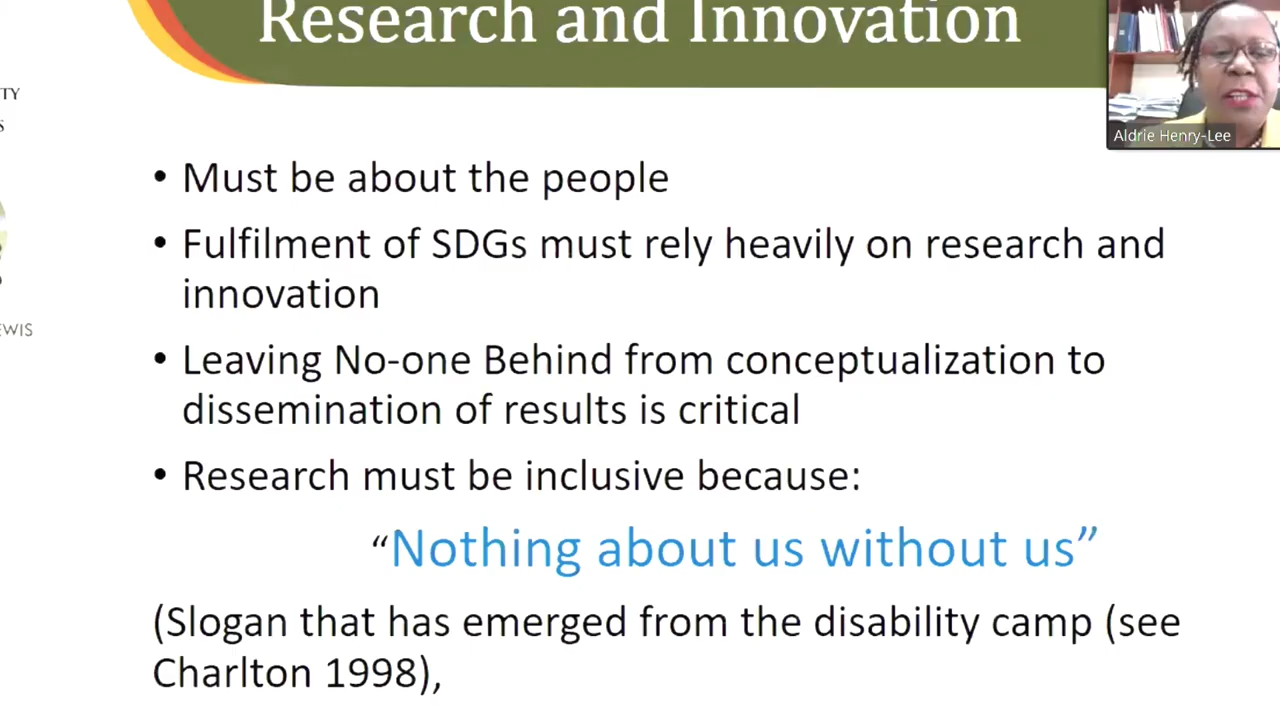 Research and Innovation
Aldrie Henry-Lee
TY
S
EWIS
• Must be about the people
• Fulfilment of SDGs must rely heavily on research and
innovation
• Leaving No-one Behind from conceptualization to
dissemination of results is critical
• Research must be inclusive because:
“Nothing about us without us”
(Slogan that has emerged from the disability camp (see
Charlton 1998),